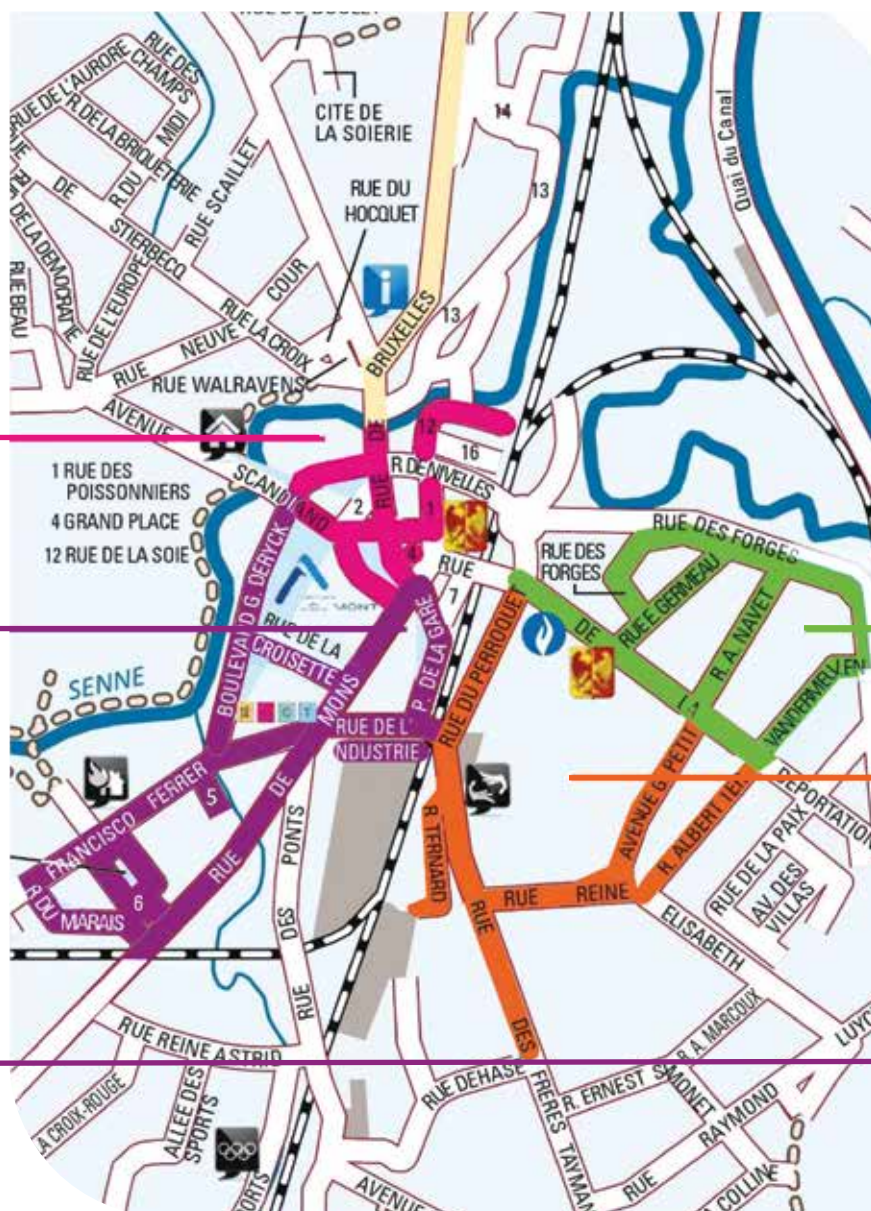 RUE DE L'AURORE
RUE DES
CHAMPS
R. DE LA BRIQUETERIE
MIDI
R. DU
RUE SCAILLET
CITE DE
LA SOIERIE
14
13
Quai du Canal
RUE DU
HOCQUET
DE
STIERBECQ
DE LA DEMOCRATIE
RUE BEAU
RUE DE L'EUROPE
RUE NEUVE COUR
RUE LA CROIX
RUE WALRAVENS
BRUXELLES
DE
RUE
13
AVENUE
SCANDIANO
12
16
R. DE NIVELLES
1 RUE DES
POISSONNIERS
4 GRAND PLACE
12 RUE DE LA SOIE
2
1
4
RUE
DE
7
RUE DES
FORGES
RUE DES FORGES
RUE E. GERMEAU
R. A. NAVET
VANDERMEULEN
BOULEVARD G. DERYCK
MONT
RUE DE LA
CROISETTE
P. DE LA GARE
RUE DU PERROQUET
MONS
DE
RUE
SENNE
RUE DE L'
NDUSTRIE
FRANCISCO FERRER
5
6
R. DU
MARAIS
RUE DES PONTS
R. TERNARD
AVENUE G. PETIT
R. ALBERT 1ER
DEPORTATION
RUE DE LA PAIX
AV. DES
VILLAS
RUE REINE
ELISABETH
RUE
DES
FRERES TAYMAN
RUE REINE ASTRID
LA CROIX-ROUGE
ALLEE DES
SPORTS
RUE DEHASE
R. ERNEST S
MONET
R. A. MARCOUX
LUYC
RUE RAYMOND
LA COLLINE
AVENUE